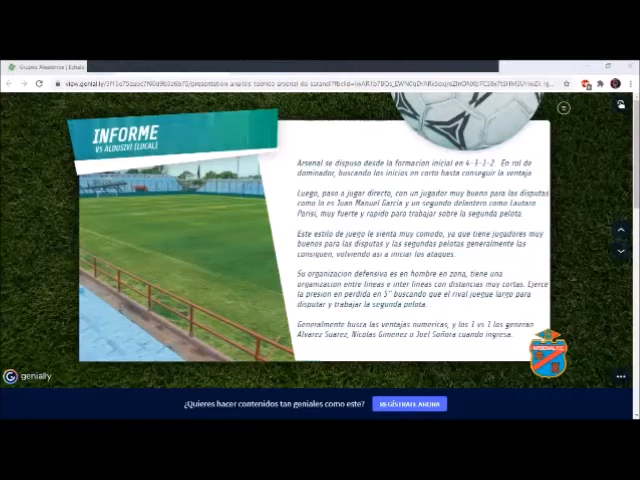 Grupos Aleatorios | Echalo
INFORME
VS ALDOSIVI (LOCAL)
Arsenal se dispuso desde la formacion inicial en 4-3-1-2. En rol de
dominador, buscando los inicios en corto hasta conseguir la ventaja
Luego, paso a jugar directo, con un jugador muy bueno para las disputas
como lo es Juan Manuel Garcia y un segundo delantero como Lautaro
Parisi, muy fuerte y rapido para trabajar sobre la segunda pelota.
Este estilo de juego le sienta muy comodo, ya que tiene jugadores muy
buenos para las disputas y las segundas pelotas generalmente las
consiguen, volviendo asi a iniciar los ataques.
Su organizacion defensiva es en hombre en zona, tiene una
organizacion entre lineas e inter lineas con distancias muy cortas. Ejerce
la presion en perdida en 5'' buscando que el rival juegue largo para
disputar y trabajar la segunda pelota.
Generalmente busca las ventajas numericas, y los 1 vs 1 los generan
Alvarez Suarez, Nicolas Gimenez o Joel Soñora cuando ingresa.
genially
¿Quieres hacer contenidos tan geniales como este?
REGÍSTRATE AHORA